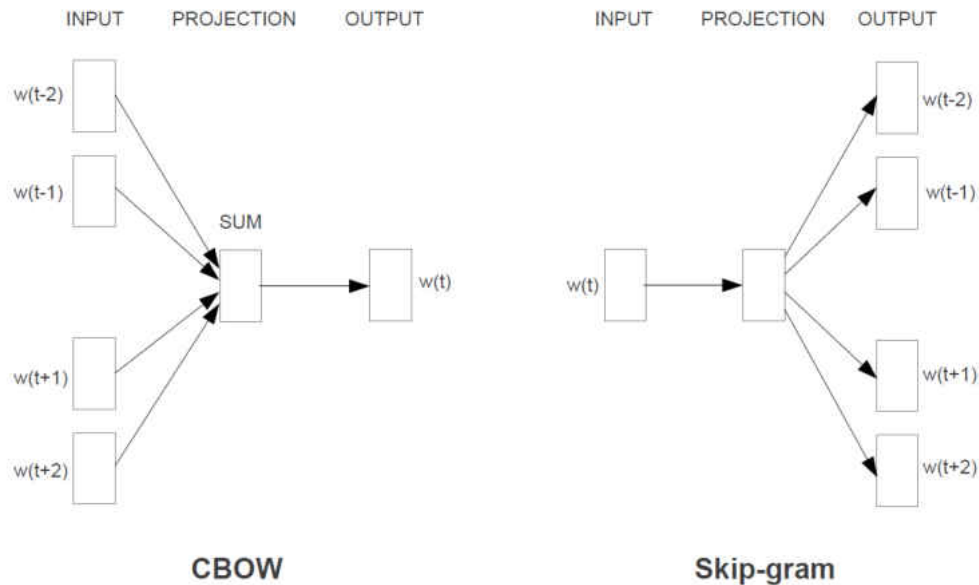 INPUT PROJECTION OUTPUT
w(t-2)
w(t-1)
SUM
w(t)
w(t+1)
w(t+2)
CBOW
INPUT PROJECTION OUTPUT
w(t-2)
w(t-1)
w(t)
w(t+1)
w(t+2)
Skip-gram